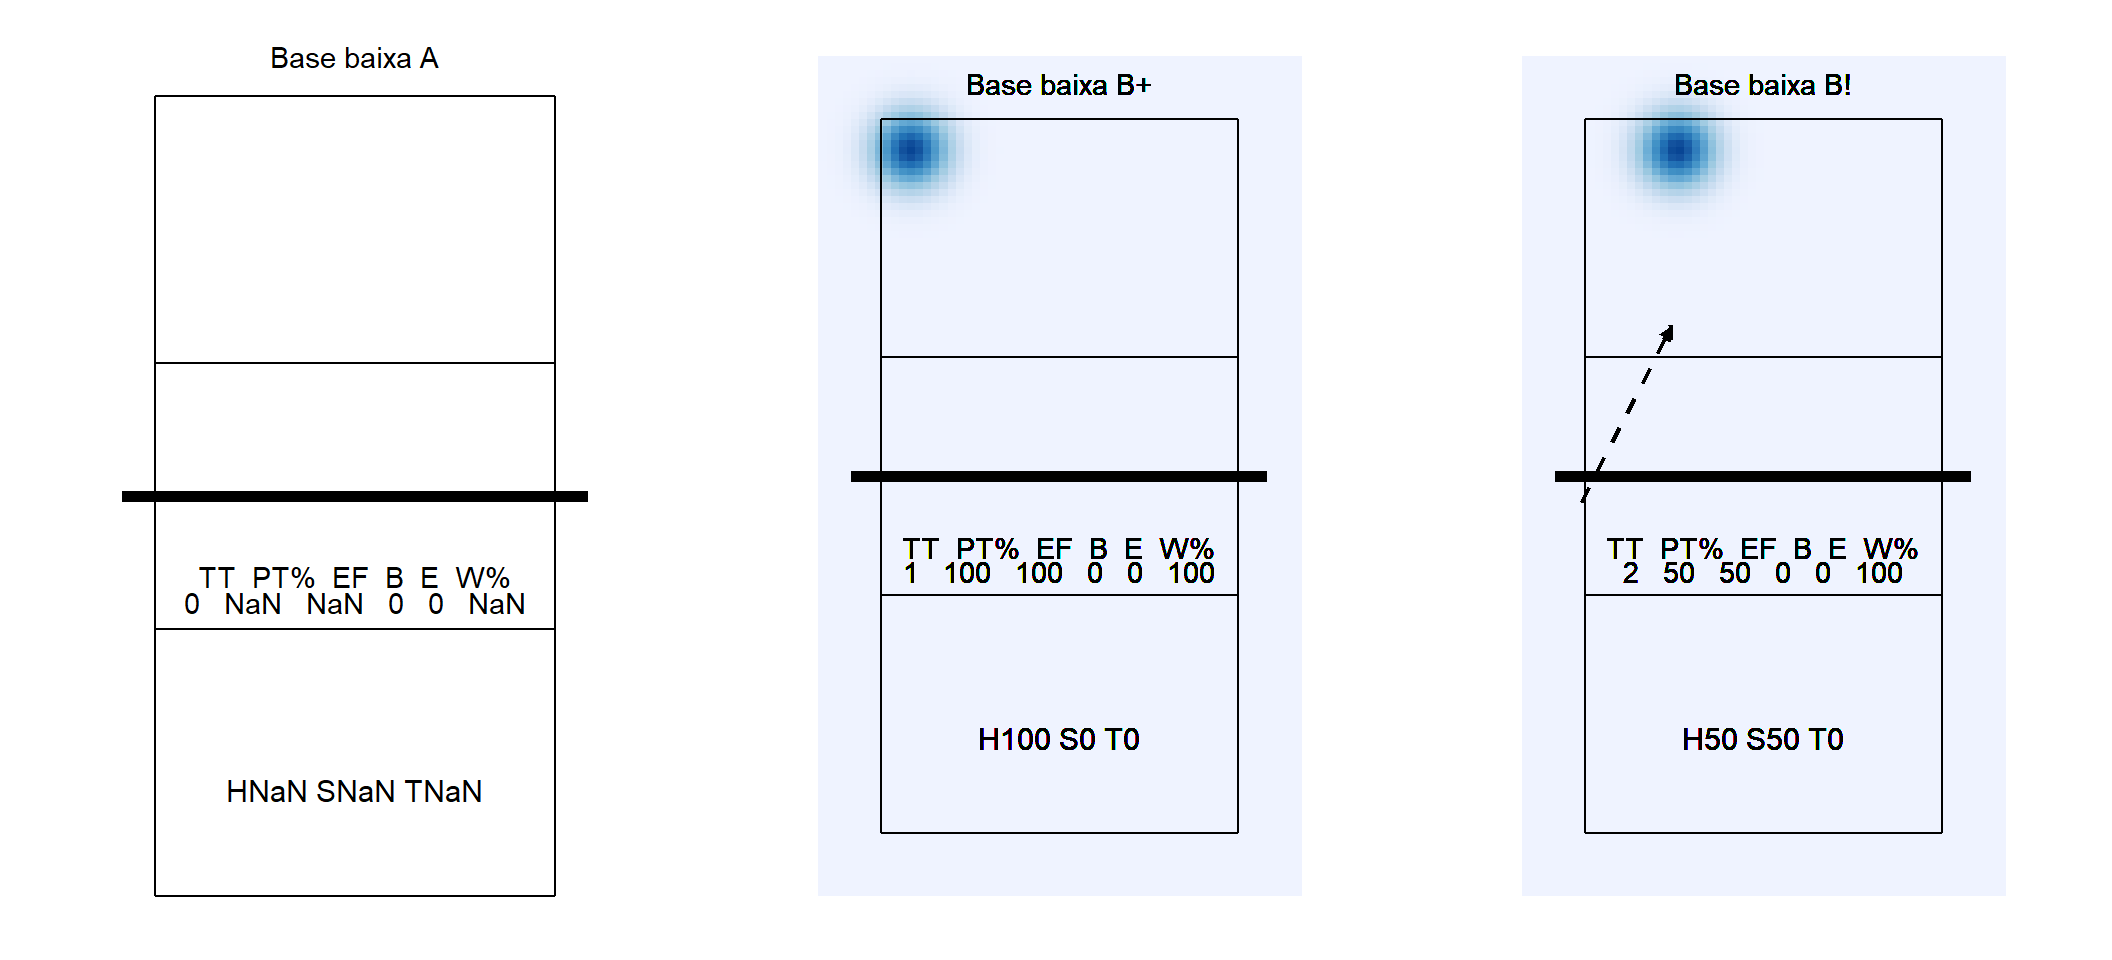 Base baixa A
TT PT% EF B E W%
0 NaN NaN 0 0 NaN
HNaN SNaN TNaN
Base baixa B+
TT PT% EF B E W%
1 100 100 0 0 100
H100 S0 T0
Base baixa B!
TT PT% EF B E W%
2 50 50 0 0 100
H50 S50 T0